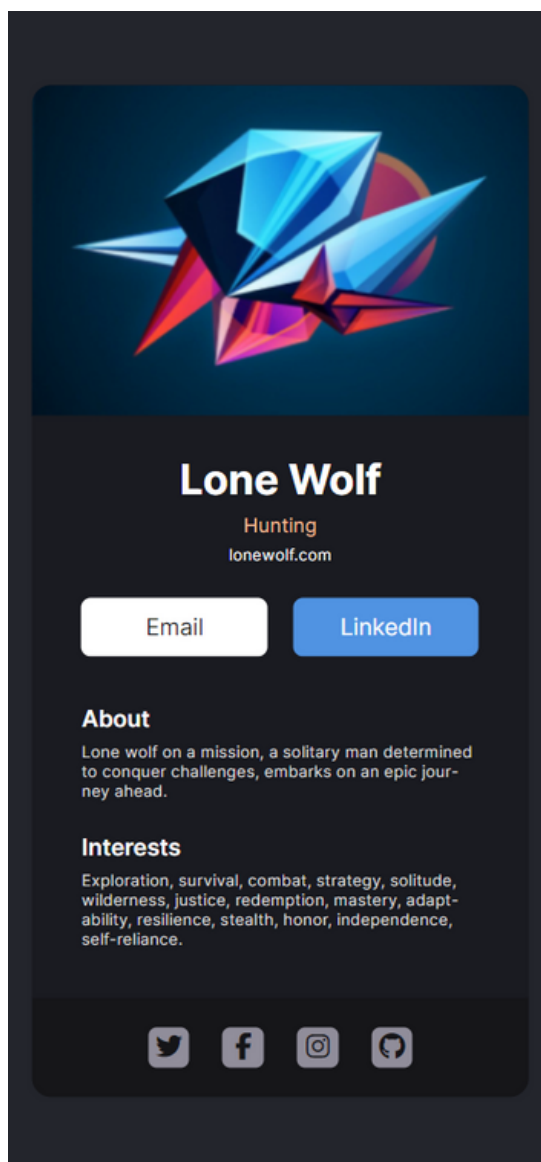 Lone Wolf
Hunting
lonewolf.com
Email
LinkedIn
About
Lone wolf on a mission, a solitary man determined
to conquer challenges, embarks on an epic jour-
ney ahead.
Interests
Exploration, survival, combat, strategy, solitude,
wilderness, justice, redemption, mastery, adapt-
ability, resilience, stealth, honor, independence,
self-reliance.